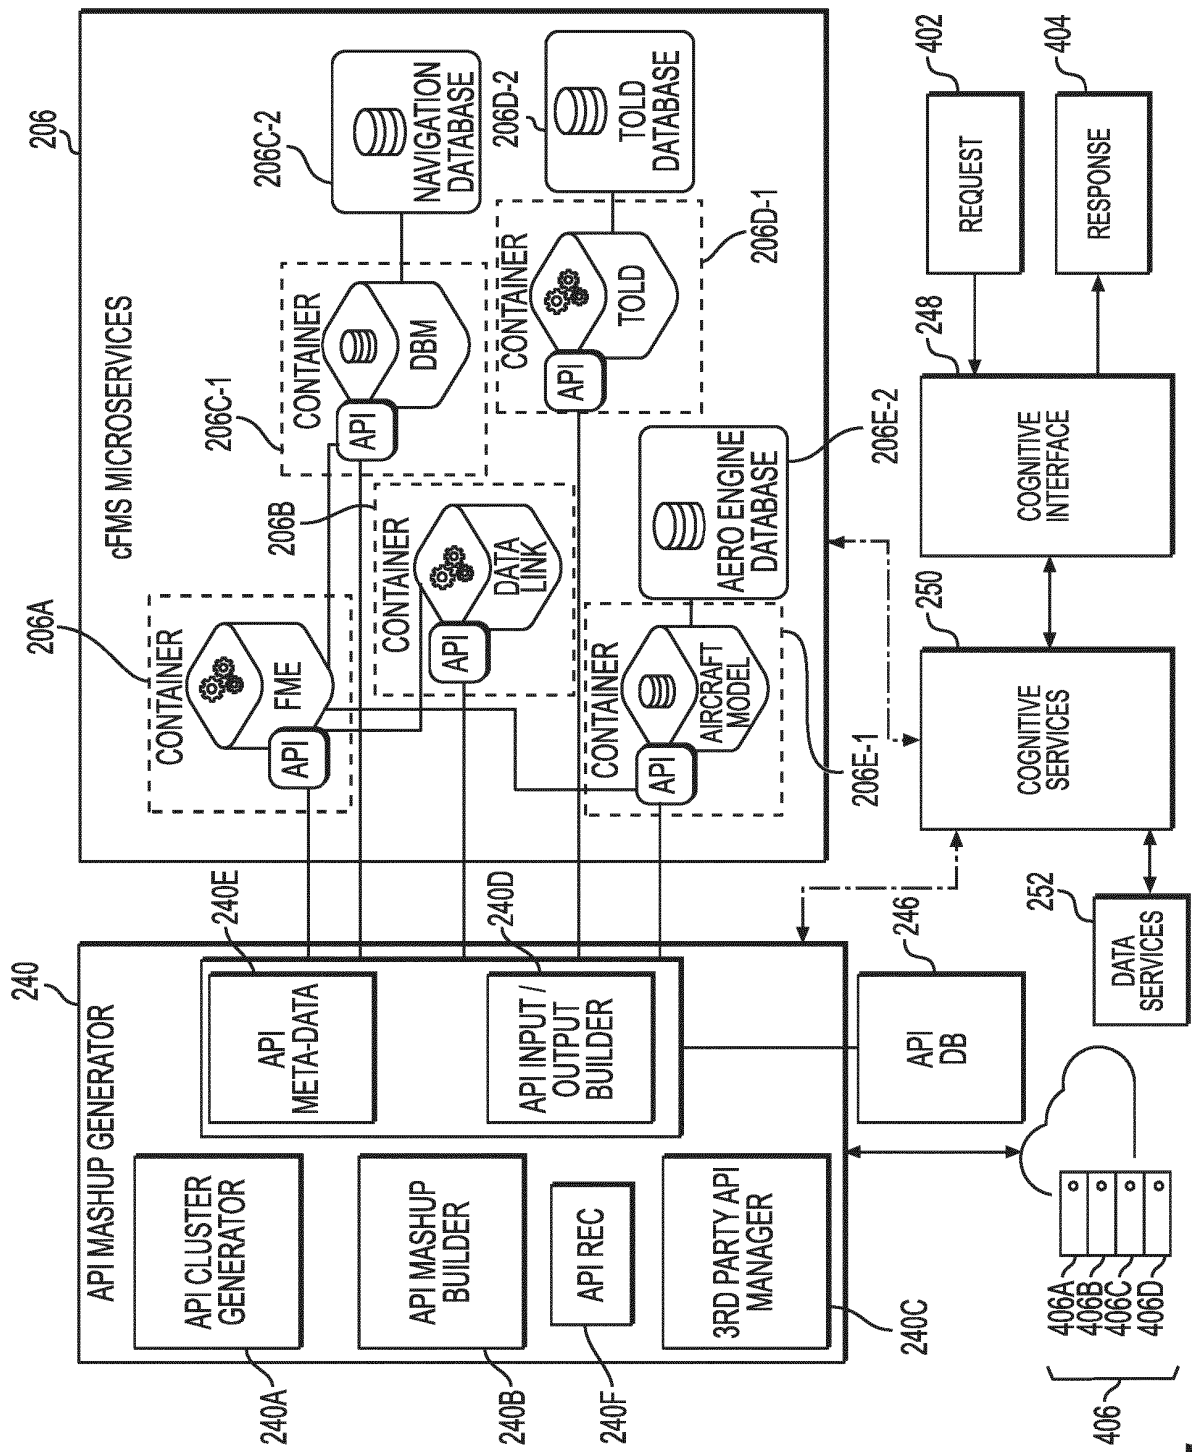 240
API MASHUP GENERATOR
240A
API CLUSTER
GENERATOR
240E
API
META-DATA
240B
API MASHUP
BUILDER
240D
API INPUT /
OUTPUT
BUILDER
240F
API REC
240C
3RD PARTY API
MANAGER
206
cFMS MICROSERVICES
206A
CONTAINER
API
FME
206B
CONTAINER
API
DATA
LINK
206C-1
CONTAINER
API
DBM
206C-2
NAVIGATION
DATABASE
206D-1
CONTAINER
API
TOLD
206D-2
TOLD
DATABASE
206E-1
CONTAINER
API
AIRCRAFT
MODEL
206E-2
AERO ENGINE
DATABASE
246
API
DB
252
DATA
SERVICES
250
COGNITIVE
SERVICES
248
COGNITIVE
INTERFACE
402
REQUEST
404
RESPONSE
406
406A
406B
406C
406D